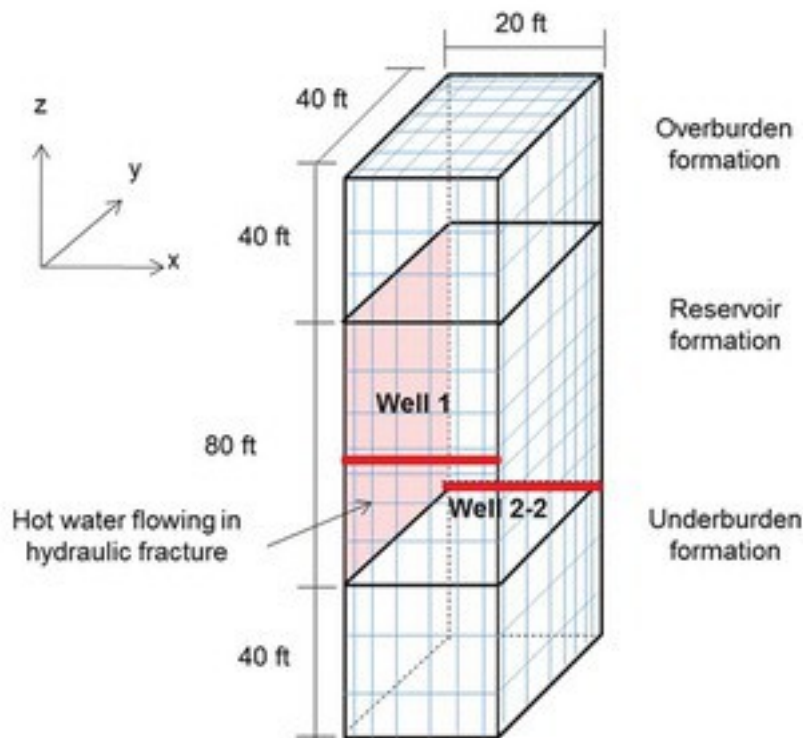 20 ft
40 ft
z
y
x
Overburden
formation
40 ft
Reservoir
formation
Well 1
80 ft
Hot water flowing in
hydraulic fracture
Well 2-2
Underburden
formation
40 ft